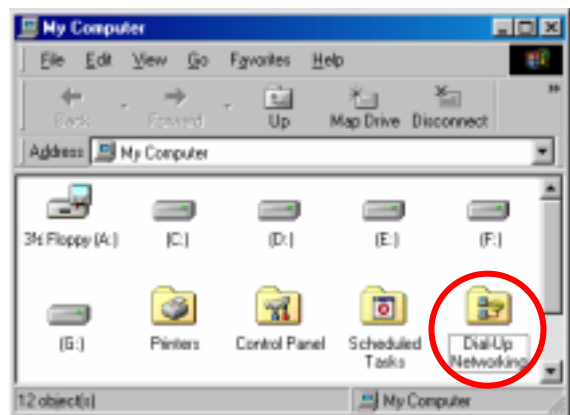 My Computer
File Edit View Go Favorites Help
Back Forward Up Map Drive Disconnect »
Address My Computer
3½ Floppy (A:) (C:) (D:) (E:) (F:)
(G:) Printers Control Panel Scheduled Tasks Dial-Up Networking
12 object(s) My Computer